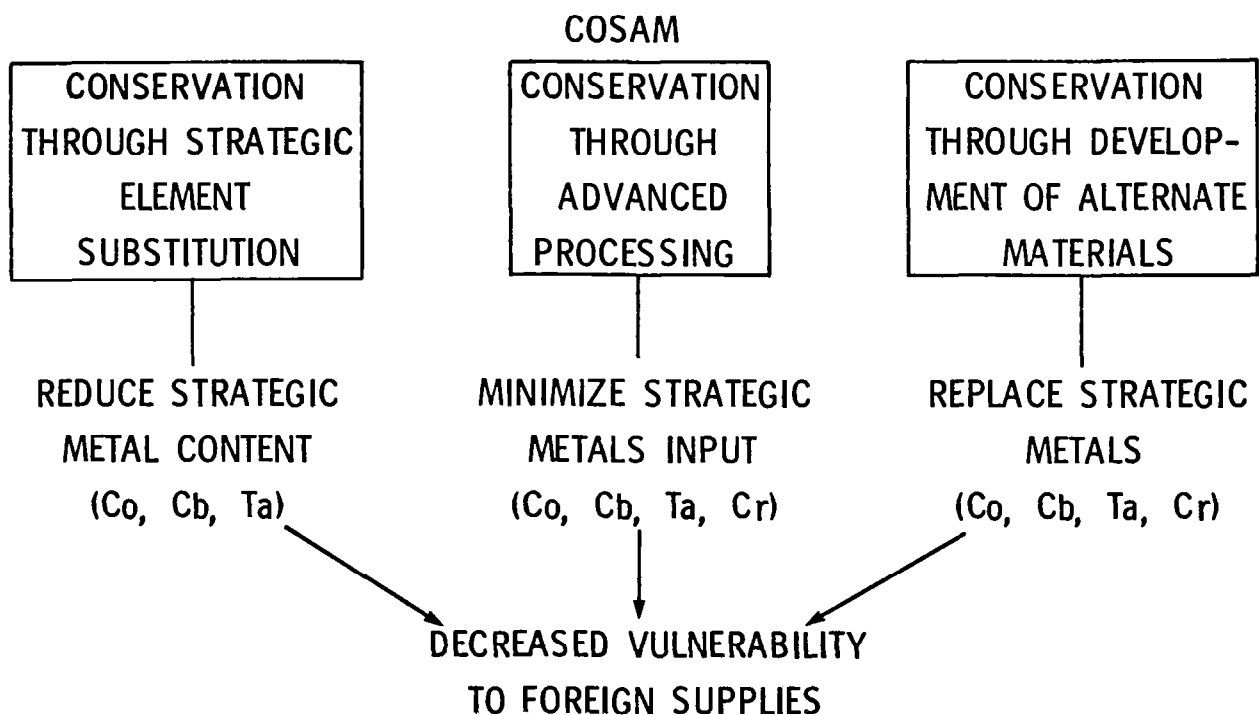 COSAM
CONSERVATION
THROUGH STRATEGIC
ELEMENT
SUBSTITUTION
CONSERVATION
THROUGH
ADVANCED
PROCESSING
CONSERVATION
THROUGH DEVELOP-
MENT OF ALTERNATE
MATERIALS
REDUCE STRATEGIC
METAL CONTENT
(Co, Cb, Ta)
MINIMIZE STRATEGIC
METALS INPUT
(Co, Cb, Ta, Cr)
REPLACE STRATEGIC
METALS
(Co, Cb, Ta, Cr)
DECREASED VULNERABILITY
TO FOREIGN SUPPLIES